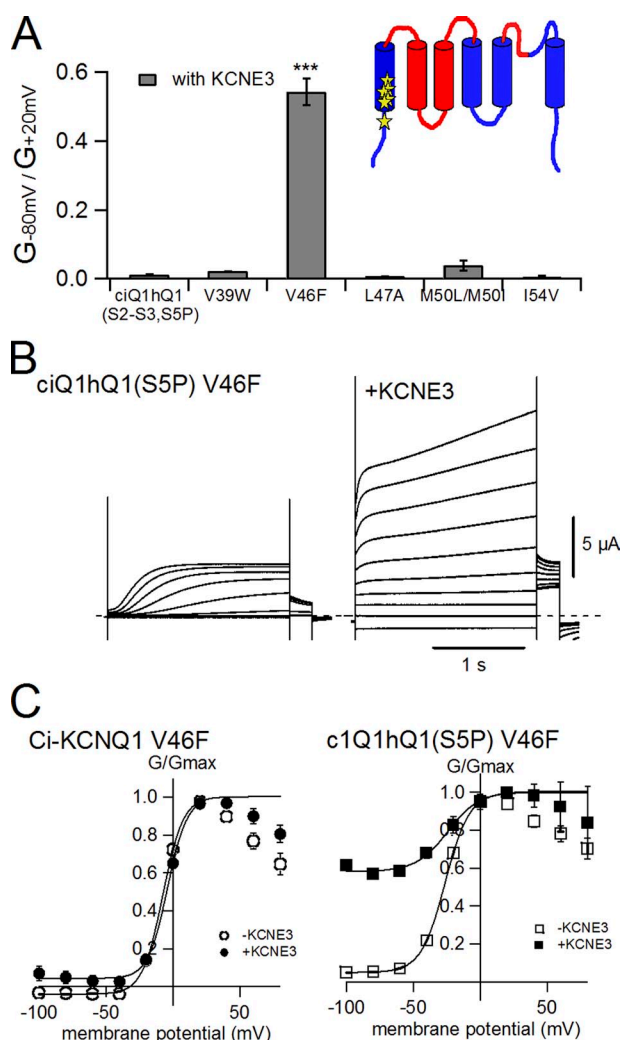 A
with KCNE3
***
G-80mV / G+20mV
0.6
0.4
0.2
0.0
ciQ1hQ1 V39W V46F L47A M50L/M50I I54V
(S2-S3,S5P)
B
ciQ1hQ1(S5P) V46F +KCNE3
5 µA
1 s
C
Ci-KCNQ1 V46F
G/Gmax
1.0
0.8
0.6
0.4
0.2
-KCNE3
+KCNE3
-100 -50 0 50
membrane potential (mV)
c1Q1hQ1(S5P) V46F
G/Gmax
1.0
0.8
0.6
0.4
0.2
-KCNE3
+KCNE3
-100 -50 0 50
membrane potential (mV)